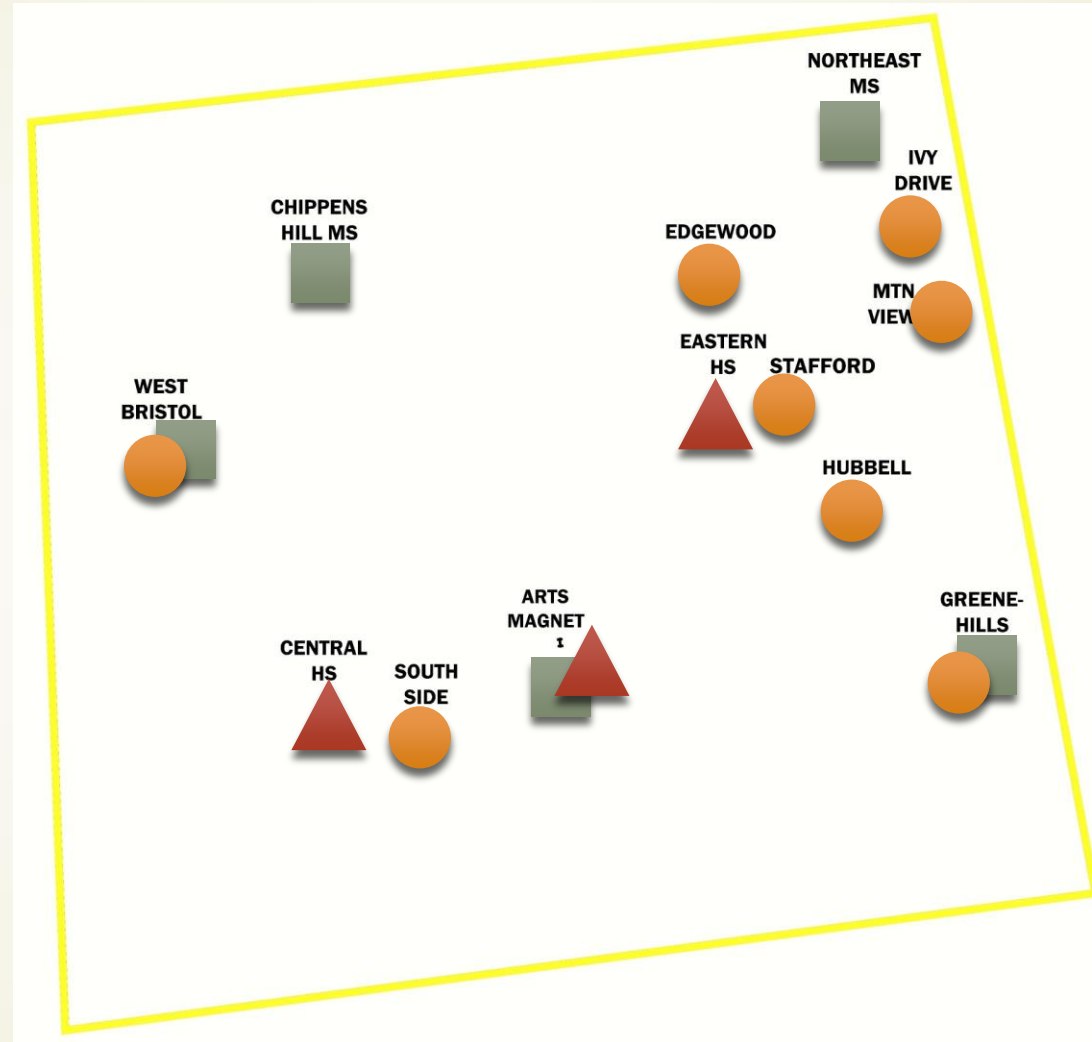 NORTHEAST
MS
IVY
DRIVE
CHIPPENS
HILL MS
EDGEWOOD
MTN
VIEW
EASTERN
HS
STAFFORD
WEST
BRISTOL
HUBBELL
ARTS
MAGNET
I
GREENE-
HILLS
CENTRAL
HS
SOUTH
SIDE